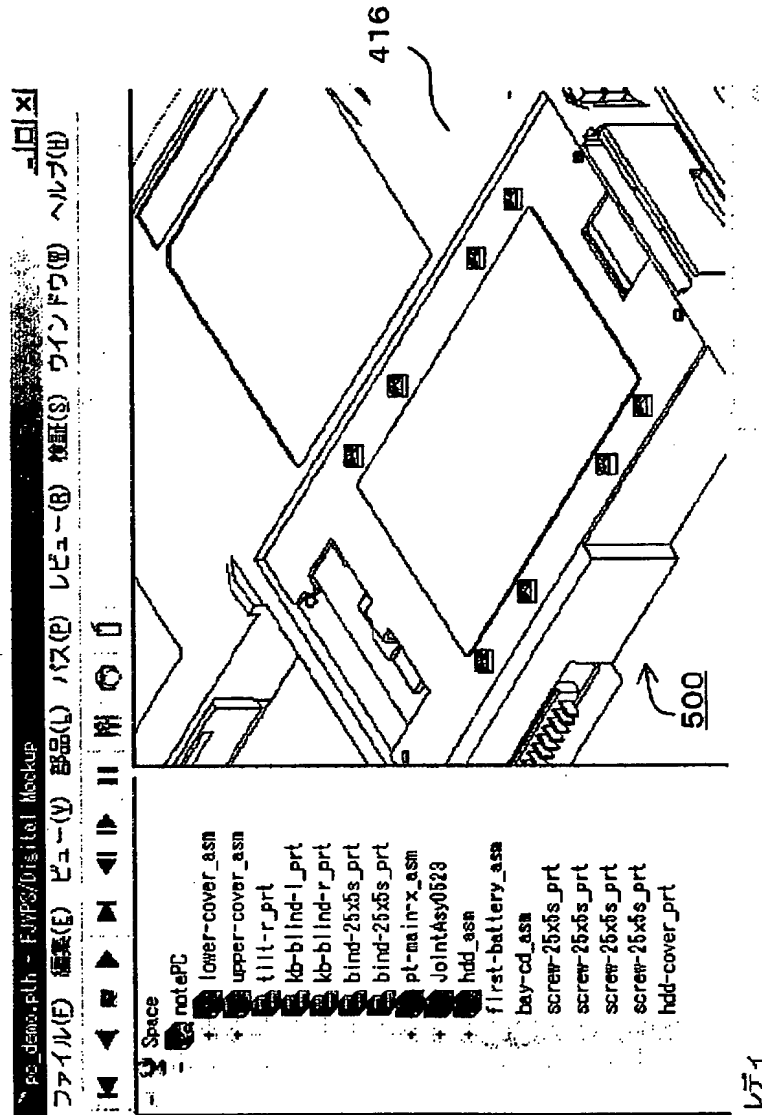 pc_demo.pth - FJVPS/Digital Mockup
ファイル(F) 編集(E) ビュー(V) 部品(L) パス(P) レビュー(R) 検証(S) ウインドウ(W) ヘルプ(H)
Space
notePC
lower-cover_asm
upper-cover_asm
tilt-r_prt
kb-blind-l_prt
kb-blind-r_prt
bind-25x5s_prt
bind-25x5s_prt
pt-main-x_asm
JointAsy0523
hdd_asm
first-battery_asm
bay-cd_asm
screw-25x5s_prt
screw-25x5s_prt
screw-25x5s_prt
screw-25x5s_prt
hdd-cover_prt
416
500
レディ